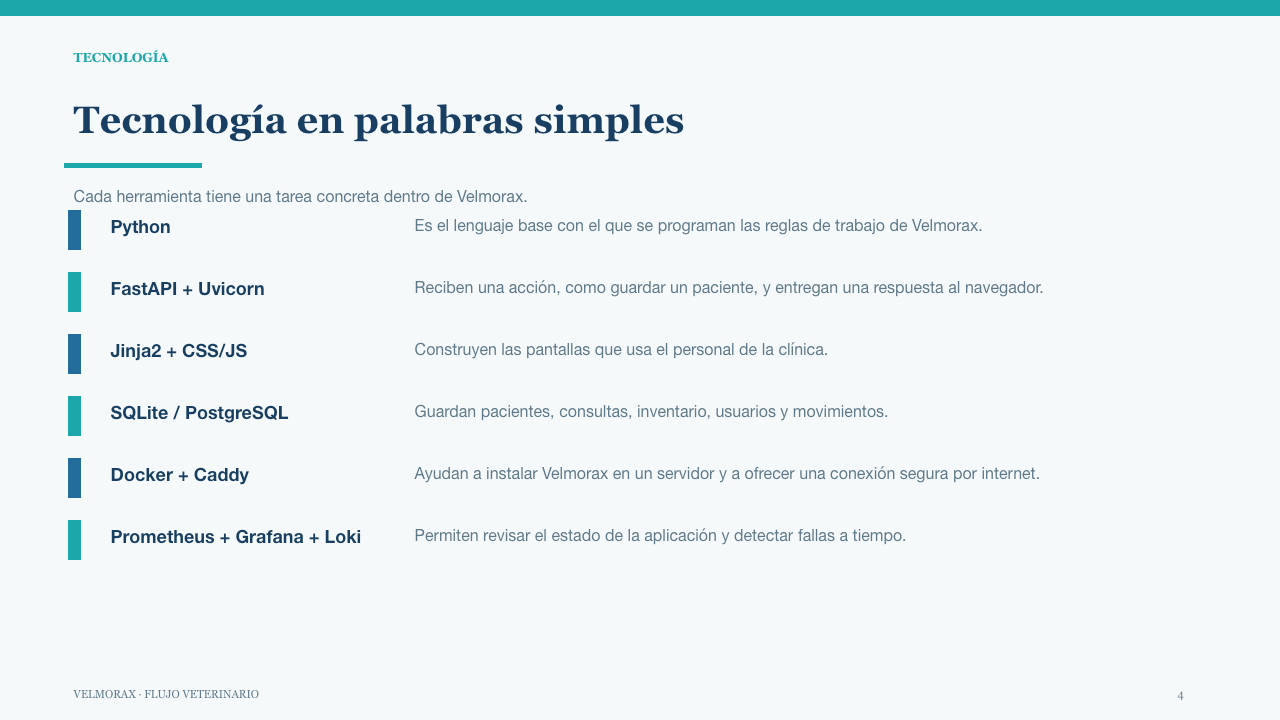 TECNOLOGÍA
Tecnología en palabras simples
Cada herramienta tiene una tarea concreta dentro de Velmorax.
Python
Es el lenguaje base con el que se programan las reglas de trabajo de Velmorax.
FastAPI + Uvicorn
Reciben una acción, como guardar un paciente, y entregan una respuesta al navegador.
Jinja2 + CSS/JS
Construyen las pantallas que usa el personal de la clínica.
SQLite / PostgreSQL
Guardan pacientes, consultas, inventario, usuarios y movimientos.
Docker + Caddy
Ayudan a instalar Velmorax en un servidor y a ofrecer una conexión segura por internet.
Prometheus + Grafana + Loki
Permiten revisar el estado de la aplicación y detectar fallas a tiempo.
VELMORAX · FLUJO VETERINARIO
4